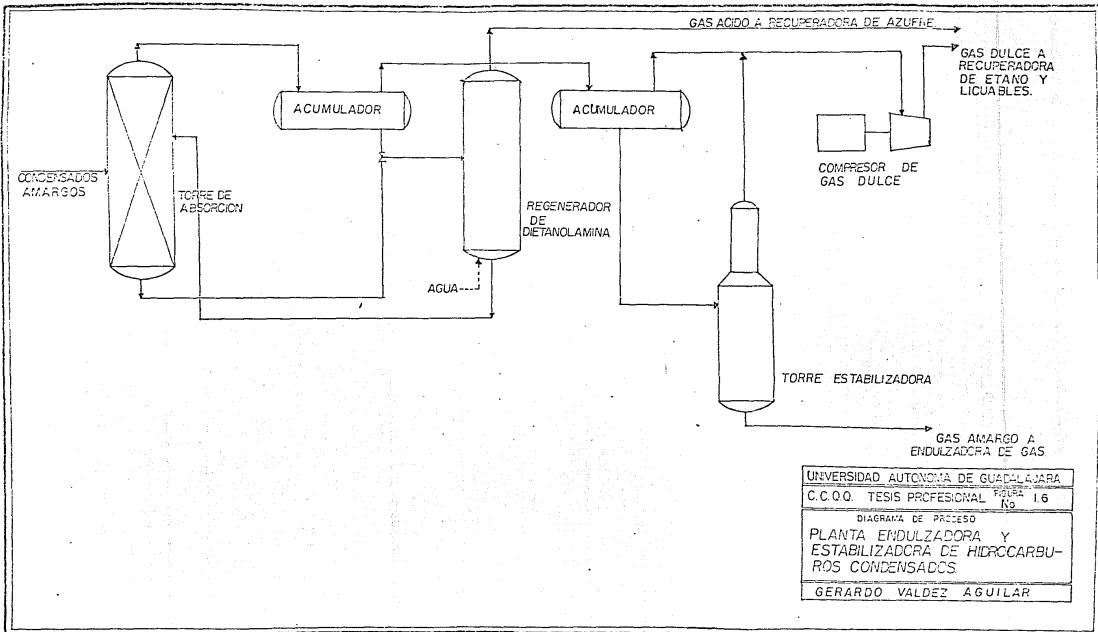 GAS ACIDO A RECUPERADORA DE AZUFRE
GAS DULCE A
RECUPERADORA
DE ETANO Y
LICUABLES.
ACUMULADOR
ACUMULADOR
COMPRESOR DE
GAS DULCE
CONDENSADOS
AMARGOS
TORRE DE
ABSORCION
REGENERADOR
DE
DIETANOLAMINA
AGUA
TORRE ESTABILIZADORA
GAS AMARGO A
ENDULZADORA DE GAS.
UNIVERSIDAD AUTONOMA DE GUADALAJARA
C.C.Q.Q. TESIS PROFESIONAL FIGURA No 1.6
DIAGRAMA DE PROCESO
PLANTA ENDULZADORA Y
ESTABILIZADORA DE HIDROCARBU-
ROS CONDENSADOS.
GERARDO VALDEZ AGUILAR